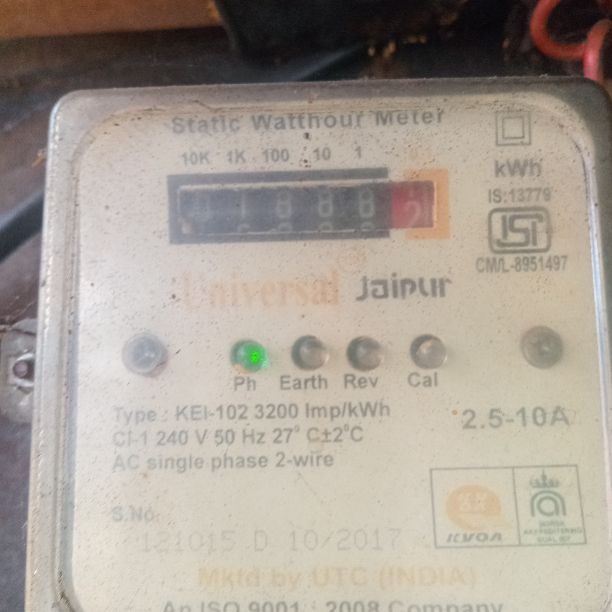 Static Watthour Meter
10K 1K 100 10 1
kWh
IS:13779
ISI
CM/L-8951497
Universal Jaipur
Ph Earth Rev Cal
Type : KEI-102 3200 Imp/kWh
Cl-1 240 V 50 Hz 27° C±2°C
AC single phase 2-wire
2.5-10A
S.No.
121015 D 10/2017
KVQA
Mktd by UTC (INDIA)
An ISO 9001 : 2008 Company